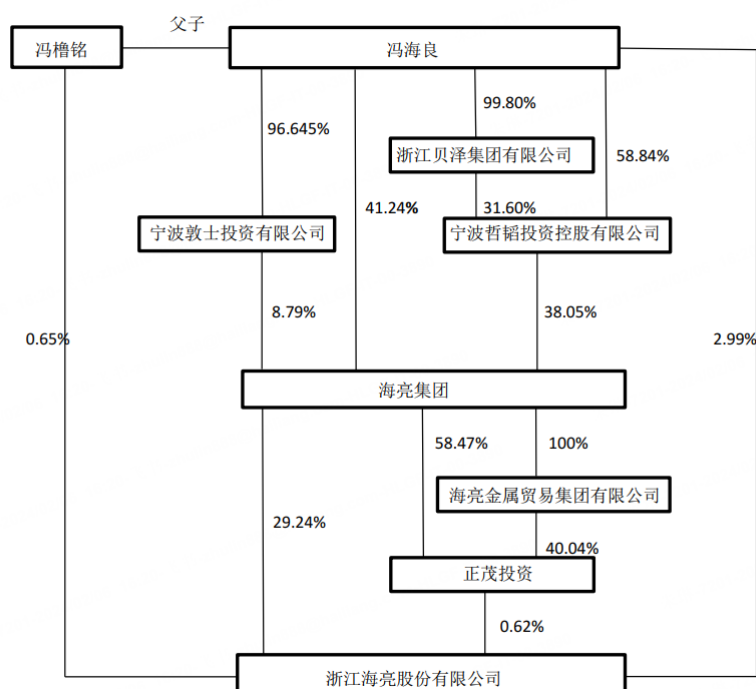 父子
冯橹铭
冯海良
99.80%
96.645%
浙江贝泽集团有限公司
58.84%
41.24%
31.60%
宁波敦士投资有限公司
宁波哲韬投资控股有限公司
8.79%
38.05%
0.65%
2.99%
海亮集团
58.47%
100%
海亮金属贸易集团有限公司
29.24%
40.04%
正茂投资
0.62%
浙江海亮股份有限公司